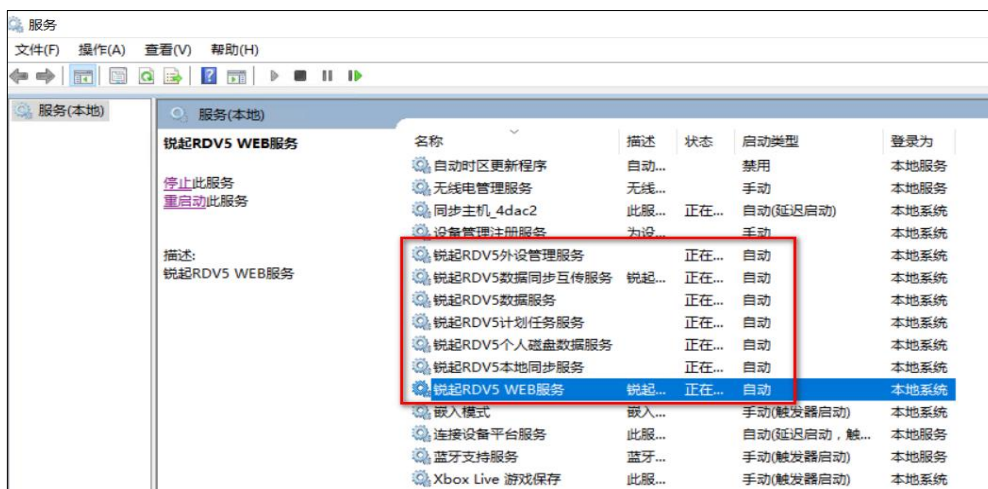 服务
文件(F) 操作(A) 查看(V) 帮助(H)
服务(本地)
服务(本地)
锐起RDV5 WEB服务
停止此服务
重启动此服务
描述:
锐起RDV5 WEB服务
名称 描述 状态 启动类型 登录为
自动时区更新程序 自动... 禁用 本地服务
无线电管理服务 无线... 手动 本地服务
同步主机_4dac2 此服... 正在... 自动(延迟启动) 本地系统
设备管理注册服务 为设... 手动 本地系统
锐起RDV5外设管理服务 正在... 自动 本地系统
锐起RDV5数据同步互传服务 锐起... 正在... 自动 本地系统
锐起RDV5数据服务 正在... 自动 本地系统
锐起RDV5计划任务服务 正在... 自动 本地系统
锐起RDV5个人磁盘数据服务 正在... 自动 本地系统
锐起RDV5本地同步服务 正在... 自动 本地系统
锐起RDV5 WEB服务 锐起... 正在... 自动 本地系统
嵌入模式 嵌入... 手动(触发器启动) 本地系统
连接设备平台服务 此服... 自动(延迟启动，触... 本地服务
蓝牙支持服务 蓝牙... 手动(触发器启动) 本地服务
Xbox Live 游戏保存 此服... 手动(触发器启动) 本地系统